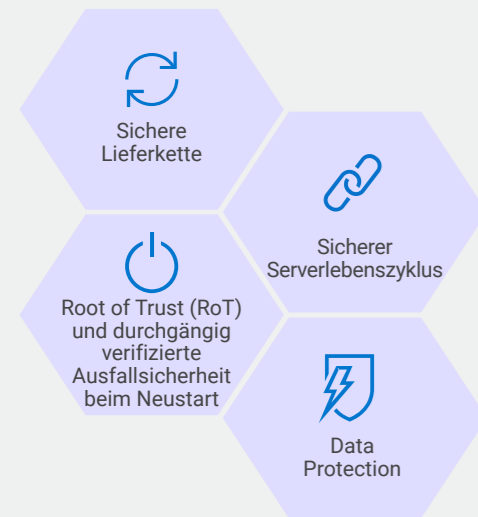 Sichere
Lieferkette
Sicherer
Serverlebenszyklus
Root of Trust (RoT)
und durchgängig
verifizierte
Ausfallsicherheit
beim Neustart
Data
Protection